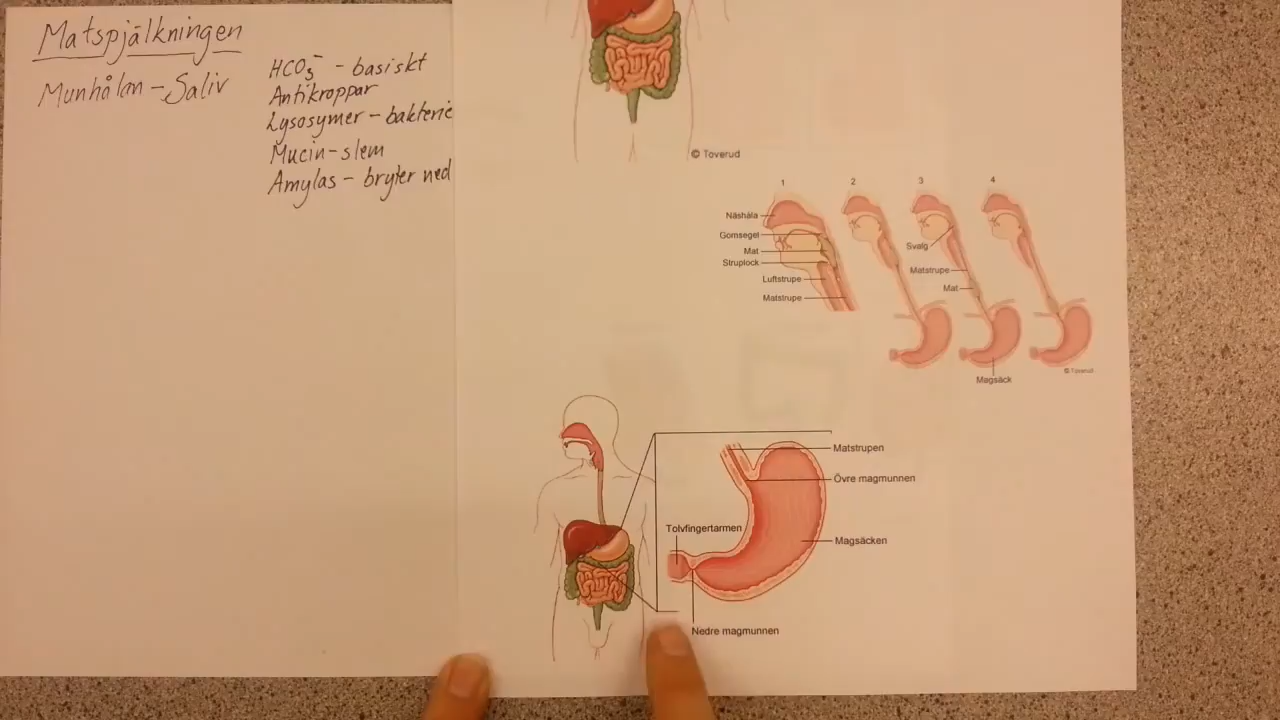 Matspjälkningen
Munhålan - Saliv
HCO3⁻ - basiskt
Antikroppar
Lysosymer - bakterie
Mucin - slem
Amylas - bryter ned
© Toverud
1 2 3 4
Näshåla
Gomsegel
Mat
Struplock
Luftstrupe
Matstrupe
Svalg
Matstrupe
Mat
Magsäck
© Toverud
Matstrupen
Övre magmunnen
Tolvfingertarmen
Magsäcken
Nedre magmunnen